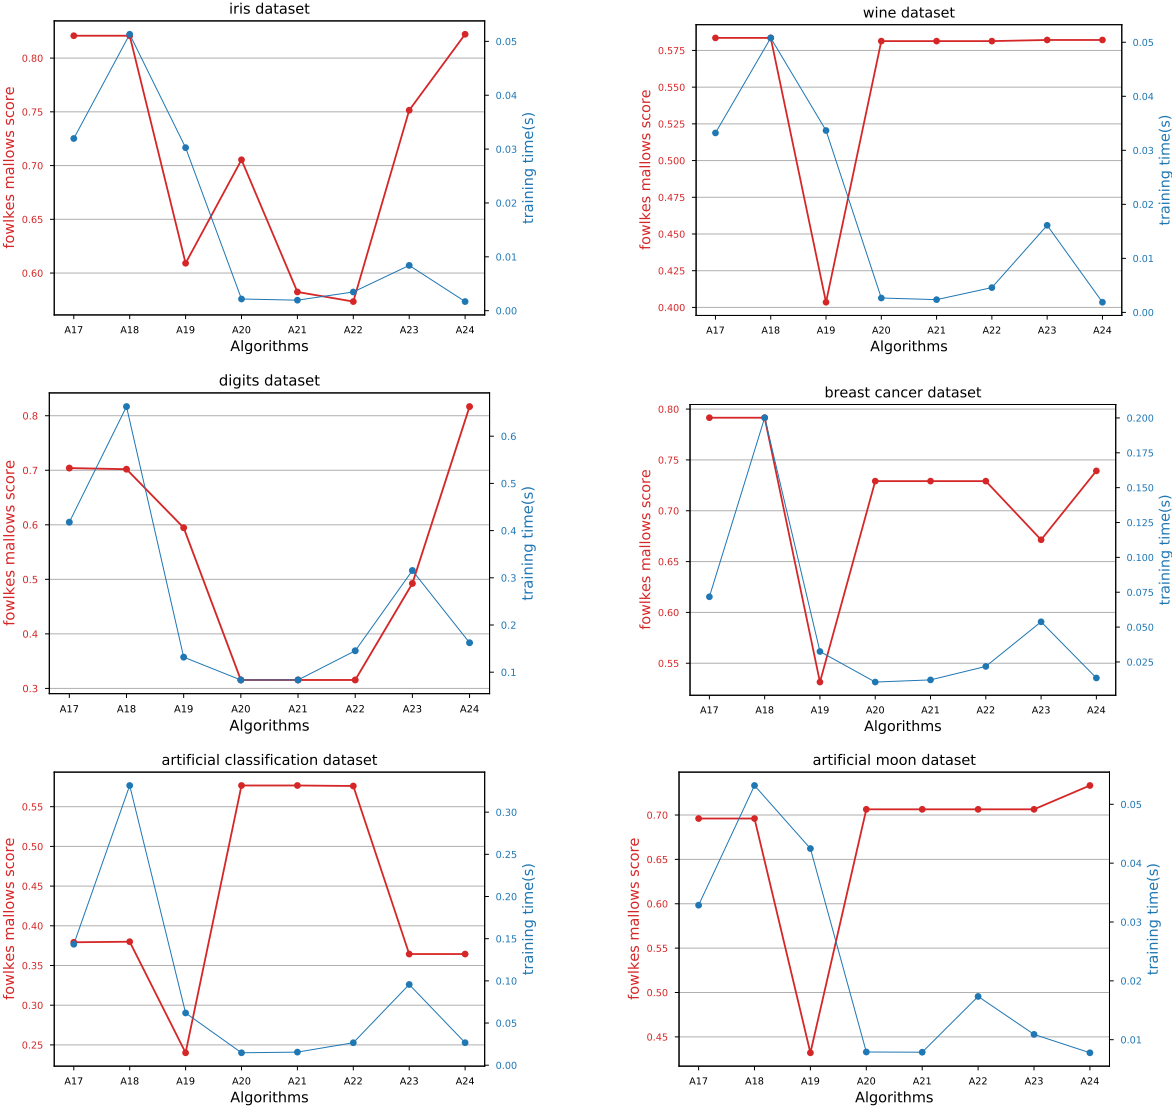 iris dataset
fowlkes mallows score
0.80
0.75
0.70
0.65
0.60
0.05
0.04
0.03
0.02
0.01
0.00
training time(s)
A17 A18 A19 A20 A21 A22 A23 A24
Algorithms
wine dataset
fowlkes mallows score
0.575
0.550
0.525
0.500
0.475
0.450
0.425
0.400
0.05
0.04
0.03
0.02
0.01
0.00
training time(s)
A17 A18 A19 A20 A21 A22 A23 A24
Algorithms
digits dataset
fowlkes mallows score
0.8
0.7
0.6
0.5
0.4
0.3
0.6
0.5
0.4
0.3
0.2
0.1
training time(s)
A17 A18 A19 A20 A21 A22 A23 A24
Algorithms
breast cancer dataset
fowlkes mallows score
0.80
0.75
0.70
0.65
0.60
0.55
0.200
0.175
0.150
0.125
0.100
0.075
0.050
0.025
training time(s)
A17 A18 A19 A20 A21 A22 A23 A24
Algorithms
artificial classification dataset
fowlkes mallows score
0.55
0.50
0.45
0.40
0.35
0.30
0.25
0.30
0.25
0.20
0.15
0.10
0.05
0.00
training time(s)
A17 A18 A19 A20 A21 A22 A23 A24
Algorithms
artificial moon dataset
fowlkes mallows score
0.70
0.65
0.60
0.55
0.50
0.45
0.05
0.04
0.03
0.02
0.01
training time(s)
A17 A18 A19 A20 A21 A22 A23 A24
Algorithms